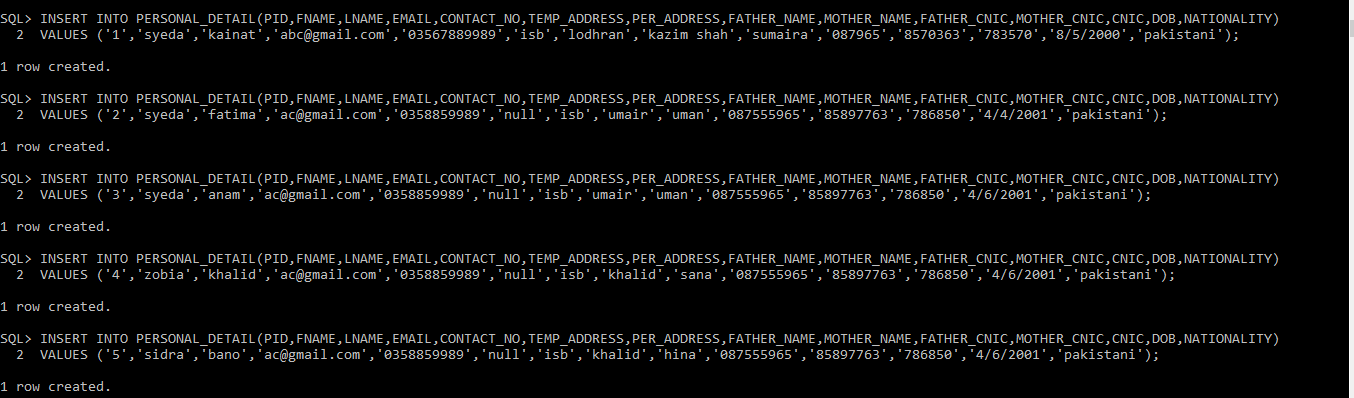 SQL> INSERT INTO PERSONAL_DETAIL(PID,FNAME,LNAME,EMAIL,CONTACT_NO,TEMP_ADDRESS,PER_ADDRESS,FATHER_NAME,MOTHER_NAME,FATHER_CNIC,MOTHER_CNIC,CNIC,DOB,NATIONALITY)
2 VALUES ('1','syeda','kainat','abc@gmail.com','03567889989','isb','lodhran','kazim shah','sumaira','087965','8570363','783570','8/5/2000','pakistani');
1 row created.
SQL> INSERT INTO PERSONAL_DETAIL(PID,FNAME,LNAME,EMAIL,CONTACT_NO,TEMP_ADDRESS,PER_ADDRESS,FATHER_NAME,MOTHER_NAME,FATHER_CNIC,MOTHER_CNIC,CNIC,DOB,NATIONALITY)
2 VALUES ('2','syeda','fatima','ac@gmail.com','0358859989','null','isb','umair','uman','087555965','85897763','786850','4/4/2001','pakistani');
1 row created.
SQL> INSERT INTO PERSONAL_DETAIL(PID,FNAME,LNAME,EMAIL,CONTACT_NO,TEMP_ADDRESS,PER_ADDRESS,FATHER_NAME,MOTHER_NAME,FATHER_CNIC,MOTHER_CNIC,CNIC,DOB,NATIONALITY)
2 VALUES ('3','syeda','anam','ac@gmail.com','0358859989','null','isb','umair','uman','087555965','85897763','786850','4/6/2001','pakistani');
1 row created.
SQL> INSERT INTO PERSONAL_DETAIL(PID,FNAME,LNAME,EMAIL,CONTACT_NO,TEMP_ADDRESS,PER_ADDRESS,FATHER_NAME,MOTHER_NAME,FATHER_CNIC,MOTHER_CNIC,CNIC,DOB,NATIONALITY)
2 VALUES ('4','zobia','khalid','ac@gmail.com','0358859989','null','isb','khalid','sana','087555965','85897763','786850','4/6/2001','pakistani');
1 row created.
SQL> INSERT INTO PERSONAL_DETAIL(PID,FNAME,LNAME,EMAIL,CONTACT_NO,TEMP_ADDRESS,PER_ADDRESS,FATHER_NAME,MOTHER_NAME,FATHER_CNIC,MOTHER_CNIC,CNIC,DOB,NATIONALITY)
2 VALUES ('5','sidra','bano','ac@gmail.com','0358859989','null','isb','khalid','hina','087555965','85897763','786850','4/6/2001','pakistani');
1 row created.